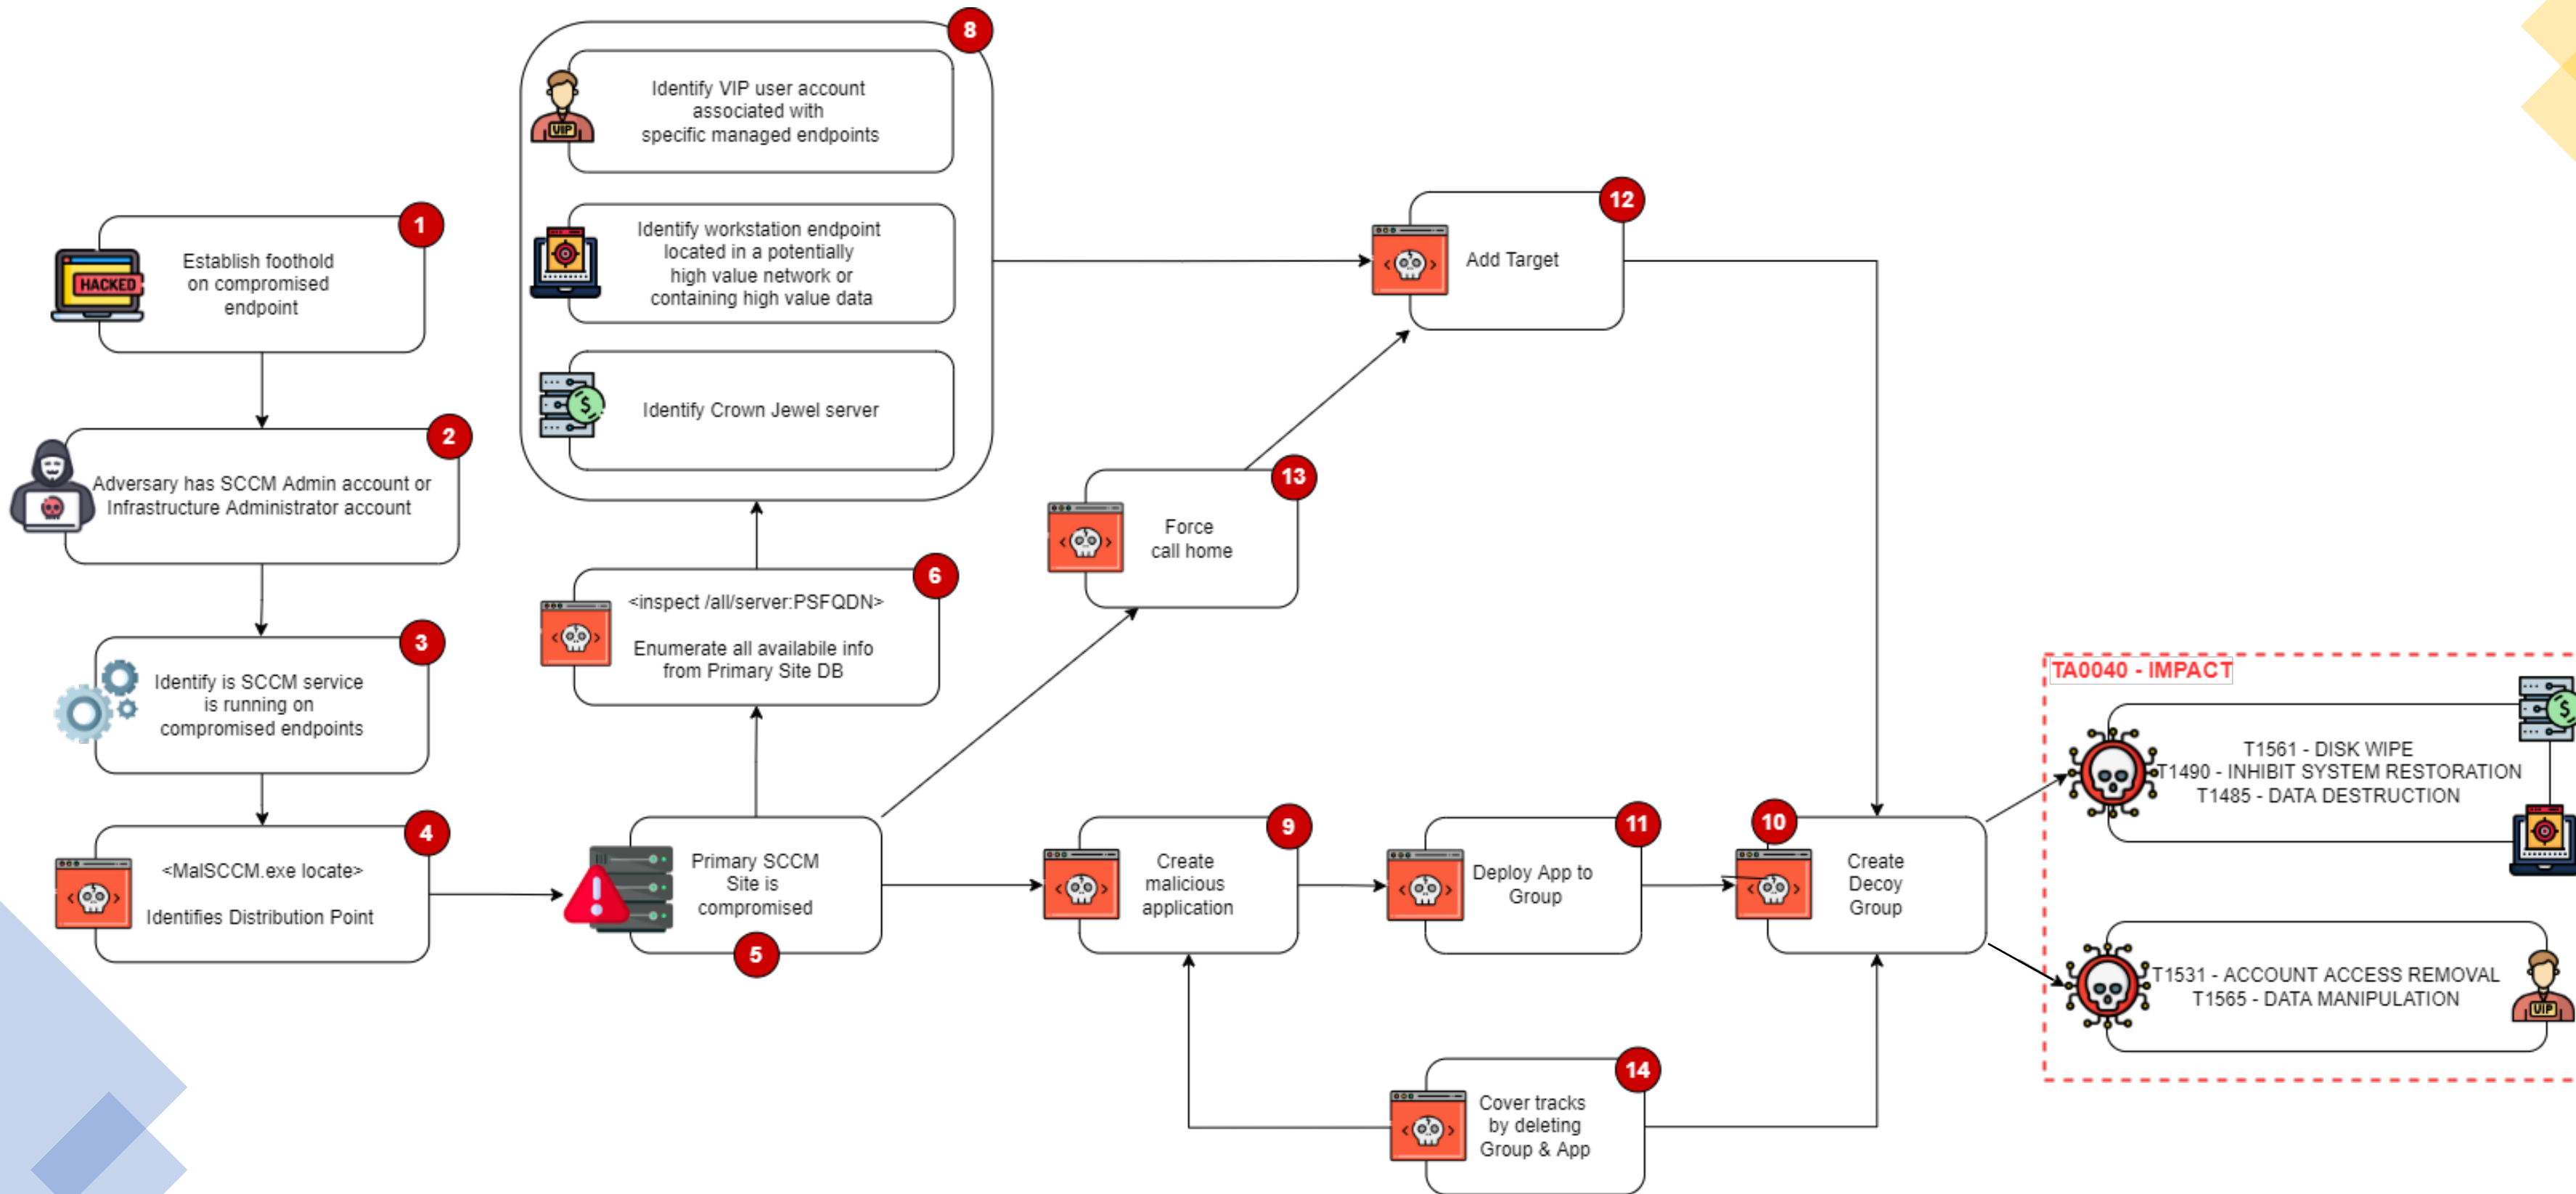 1
HACKED
Establish foothold
on compromised
endpoint
2
Adversary has SCCM Admin account or
Infrastructure Administrator account
3
Identify is SCCM service
is running on
compromised endpoints
4
<MalSCCM.exe locate>
Identifies Distribution Point
Primary SCCM
Site is
compromised
5
6
<inspect /all/server:PSFQDN>
Enumerate all availabile info
from Primary Site DB
8
VIP
Identify VIP user account
associated with
specific managed endpoints
Identify workstation endpoint
located in a potentially
high value network or
containing high value data
$
Identify Crown Jewel server
9
Create
malicious
application
11
Deploy App to
Group
10
Create
Decoy
Group
12
Add Target
13
Force
call home
14
Cover tracks
by deleting
Group & App
TA0040 - IMPACT
$
T1561 - DISK WIPE
T1490 - INHIBIT SYSTEM RESTORATION
T1485 - DATA DESTRUCTION
T1531 - ACCOUNT ACCESS REMOVAL
T1565 - DATA MANIPULATION
VIP